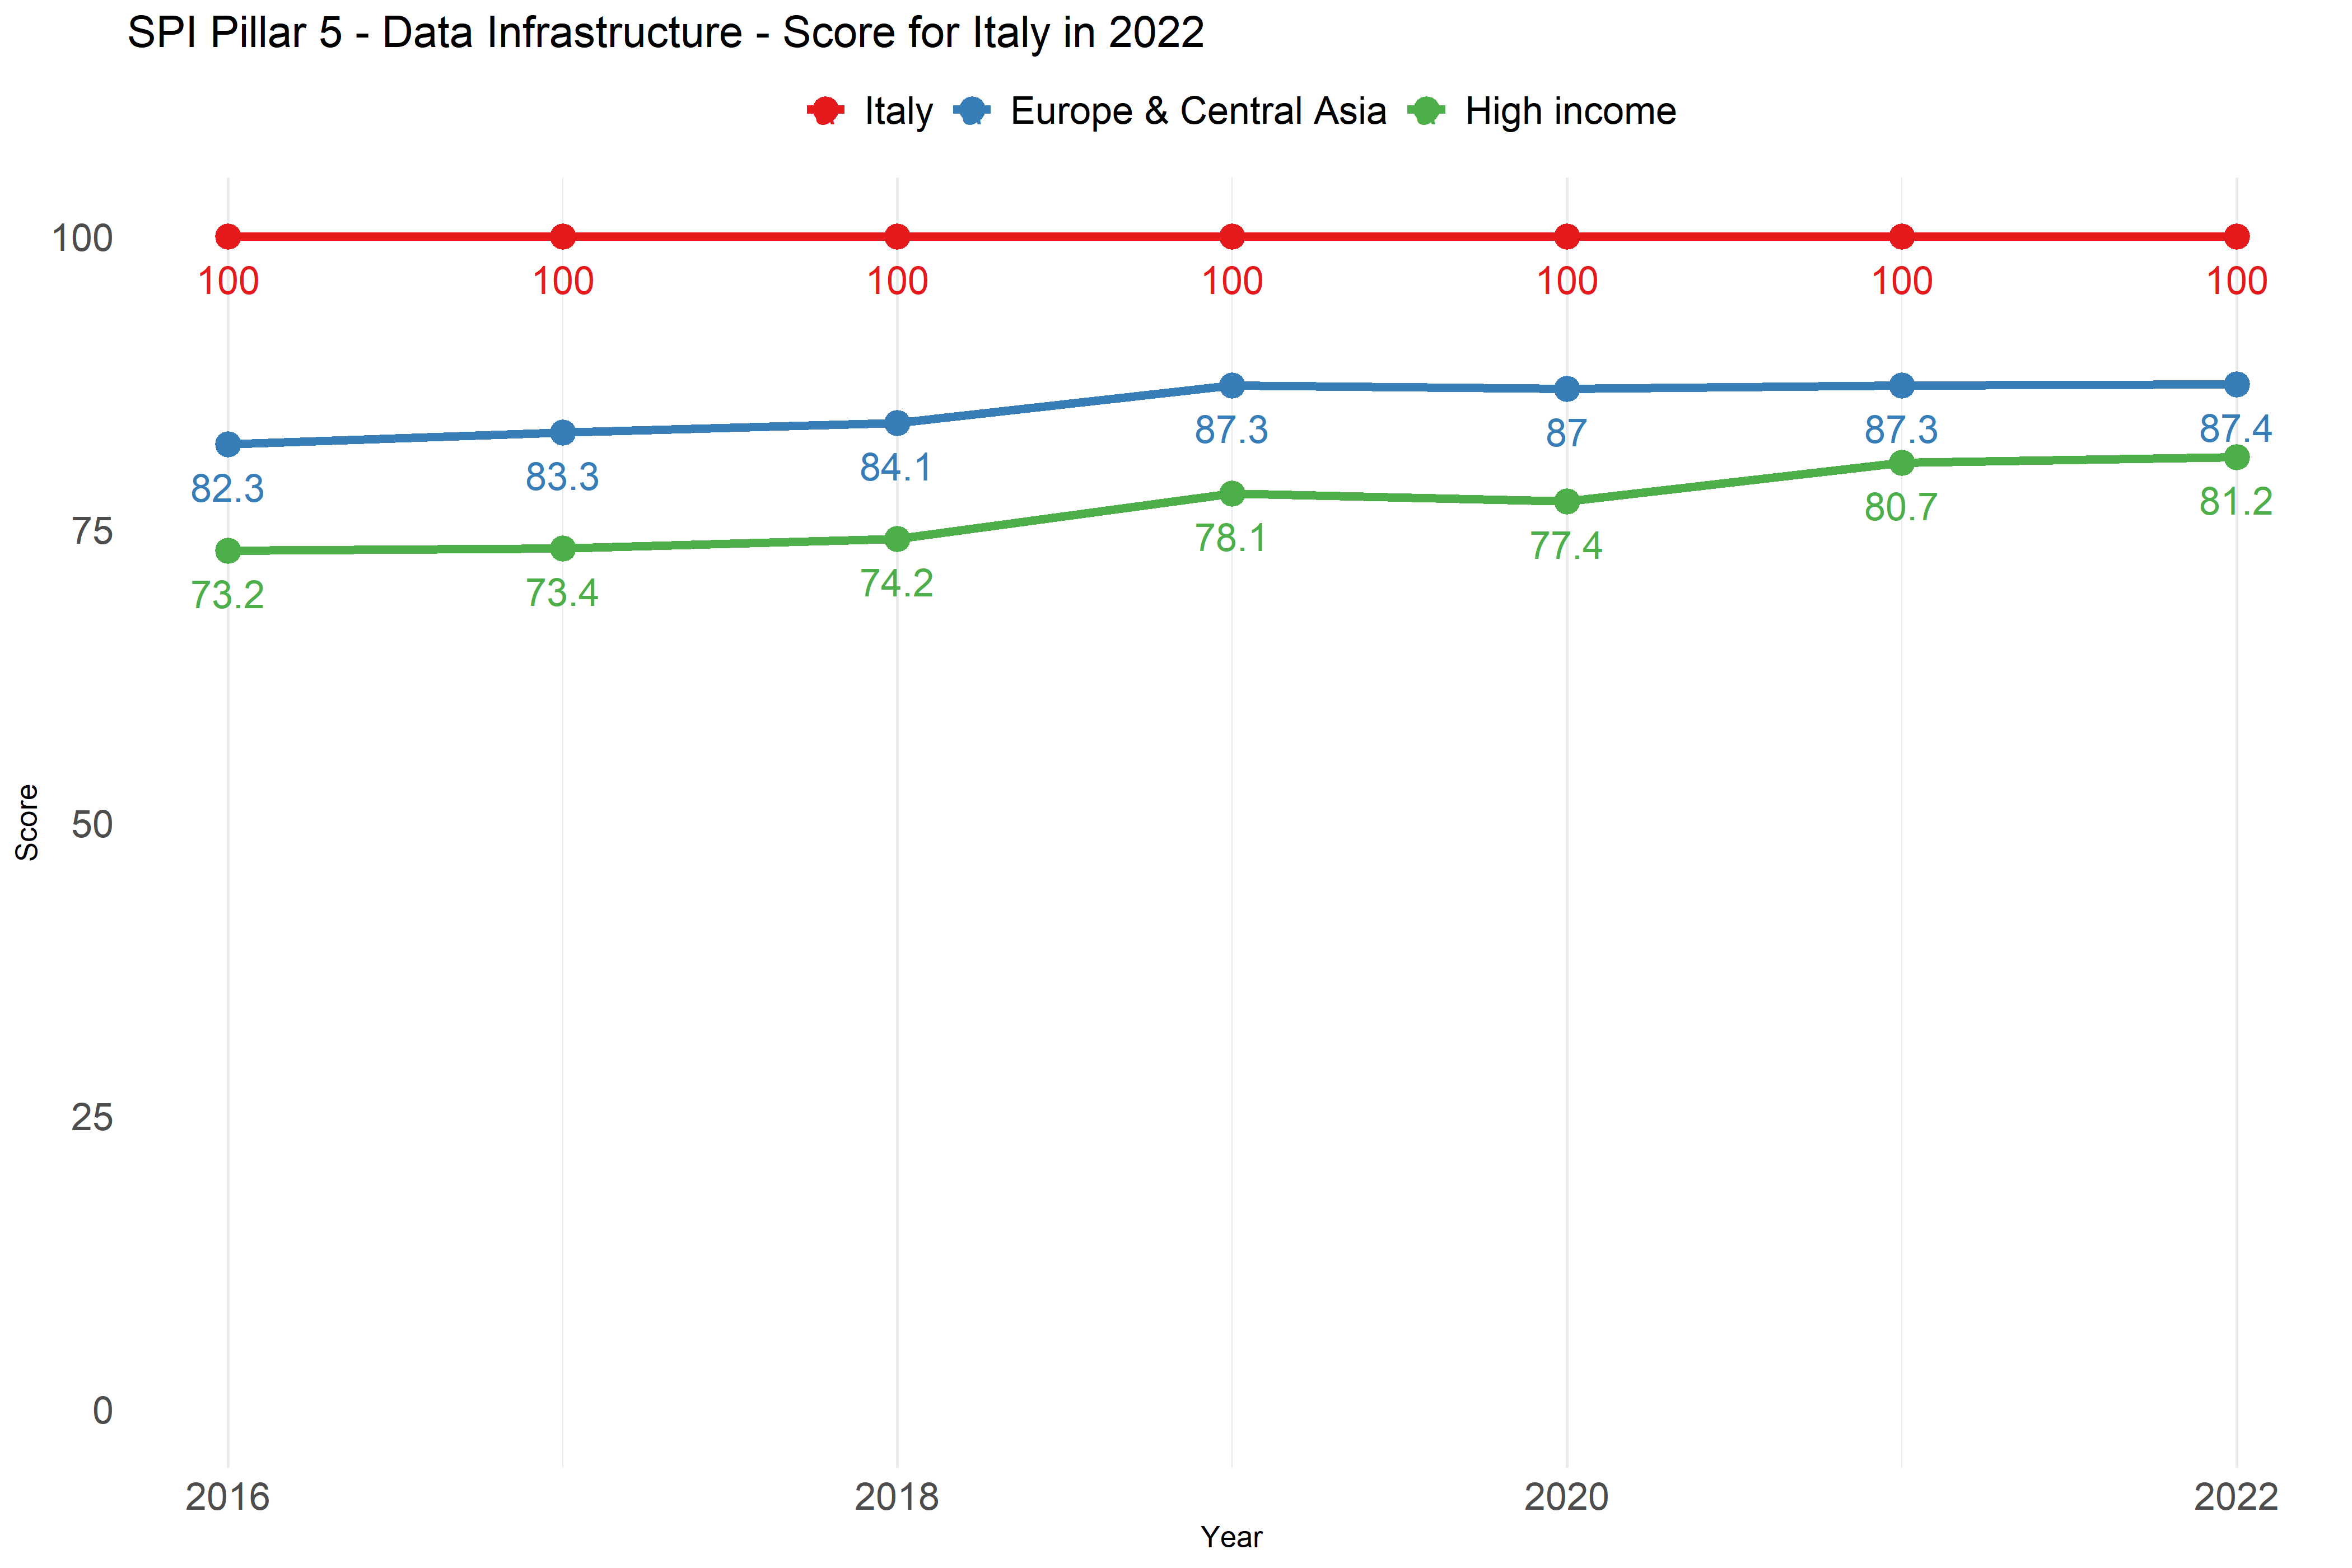 SPI Pillar 5 - Data Infrastructure - Score for Italy in 2022
Italy Europe & Central Asia High income
100
100 100 100 100 100 100 100
87.3 87 87.3 87.4
82.3 83.3 84.1
75
78.1 77.4 80.7 81.2
73.2 73.4 74.2
Score
50
25
0
2016 2018 2020 2022
Year